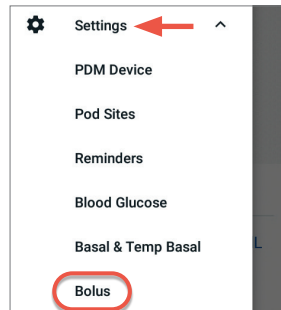 Settings
PDM Device
Pod Sites
Reminders
Blood Glucose
Basal & Temp Basal
L
Bolus